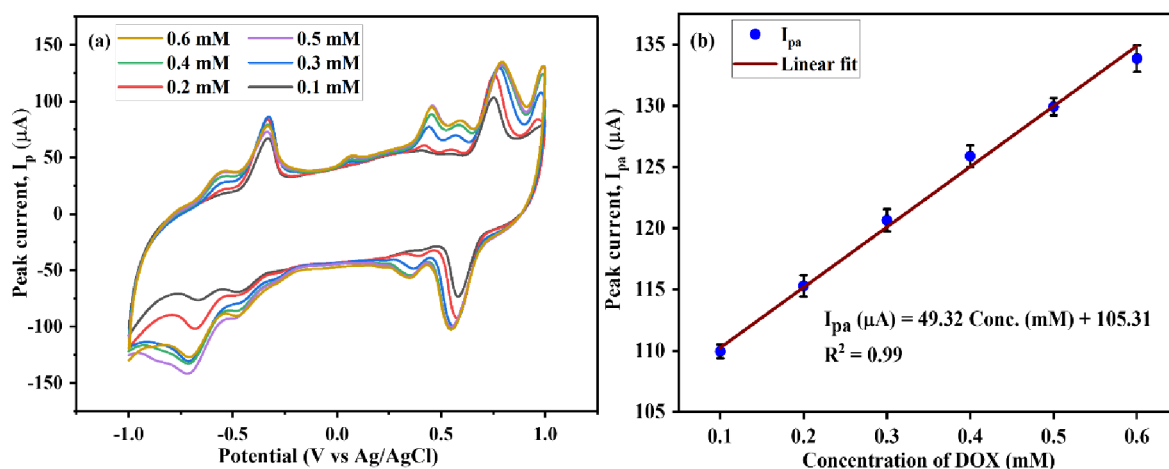 (a)
0.6 mM 0.5 mM
0.4 mM 0.3 mM
0.2 mM 0.1 mM
Peak current, Ip (μA)
150
100
50
0
-50
-100
-150
-1.0 -0.5 0.0 0.5 1.0
Potential (V vs Ag/AgCl)
(b)
Ipa
Linear fit
Peak current, Ipa (μA)
135
130
125
120
115
110
105
Ipa (μA) = 49.32 Conc. (mM) + 105.31
R² = 0.99
0.1 0.2 0.3 0.4 0.5 0.6
Concentration of DOX (mM)